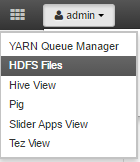 admin
YARN Queue Manager
HDFS Files
Hive View
Pig
Slider Apps View
Tez View